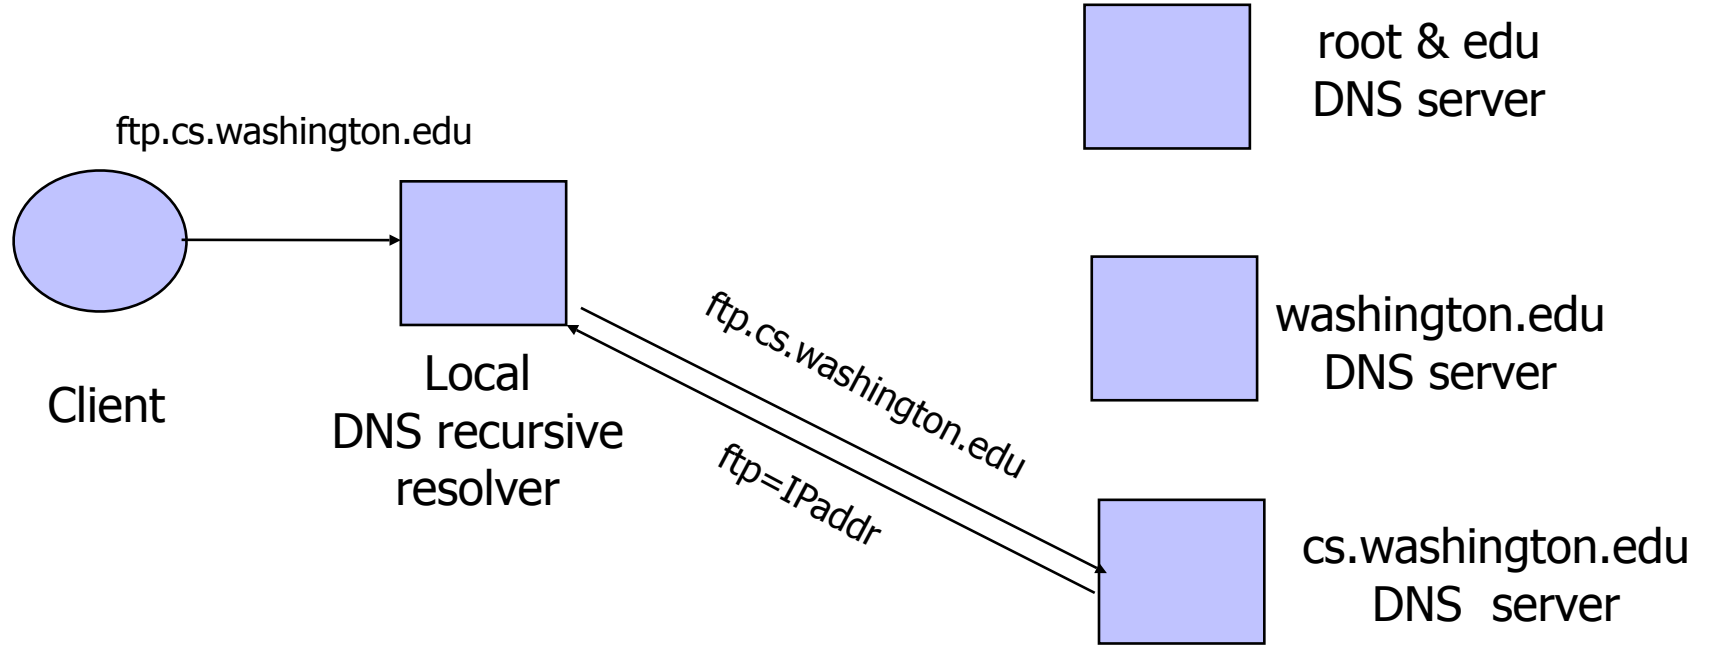 root & edu
DNS server
ftp.cs.washington.edu
ftp.cs.washington.edu
washington.edu
DNS server
Local
DNS recursive
resolver
Client
ftp=IPaddr
cs.washington.edu
DNS  server